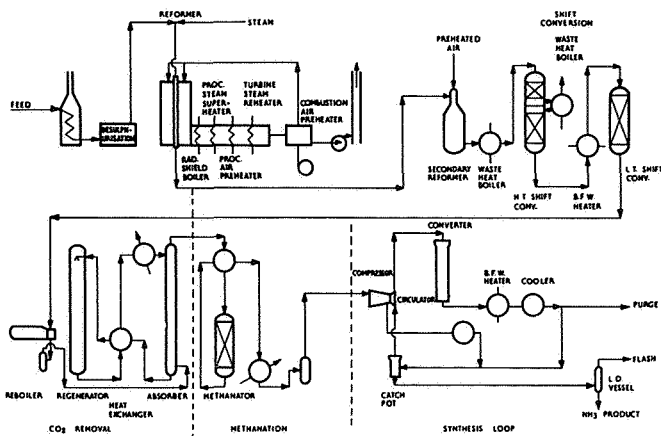 REFORMER
STEAM
FEED
DESULPH-
URISATION
PROC.
STEAM
SUPER-
HEATER
TURBINE
STEAM
REHEATER
COMBUSTION
AIR
PREHEATER
RAD.
SHIELD
BOILER
PROC.
AIR
PREHEATER
PREHEATED
AIR
SECONDARY
REFORMER
WASTE
HEAT
BOILER
SHIFT
CONVERSION
WASTE
HEAT
BOILER
H.T. SHIFT
CONV.
B.F.W.
HEATER
L.T. SHIFT
CONV.
REBOILER
REGENERATOR
HEAT
EXCHANGER
ABSORBER
CO₂ REMOVAL
METHANATOR
METHANATION
COMPRESSOR
CIRCULATOR
CONVERTER
B.F.W.
HEATER
COOLER
PURGE
CATCH
POT
FLASH
L.D.
VESSEL
NH3 PRODUCT
SYNTHESIS LOOP